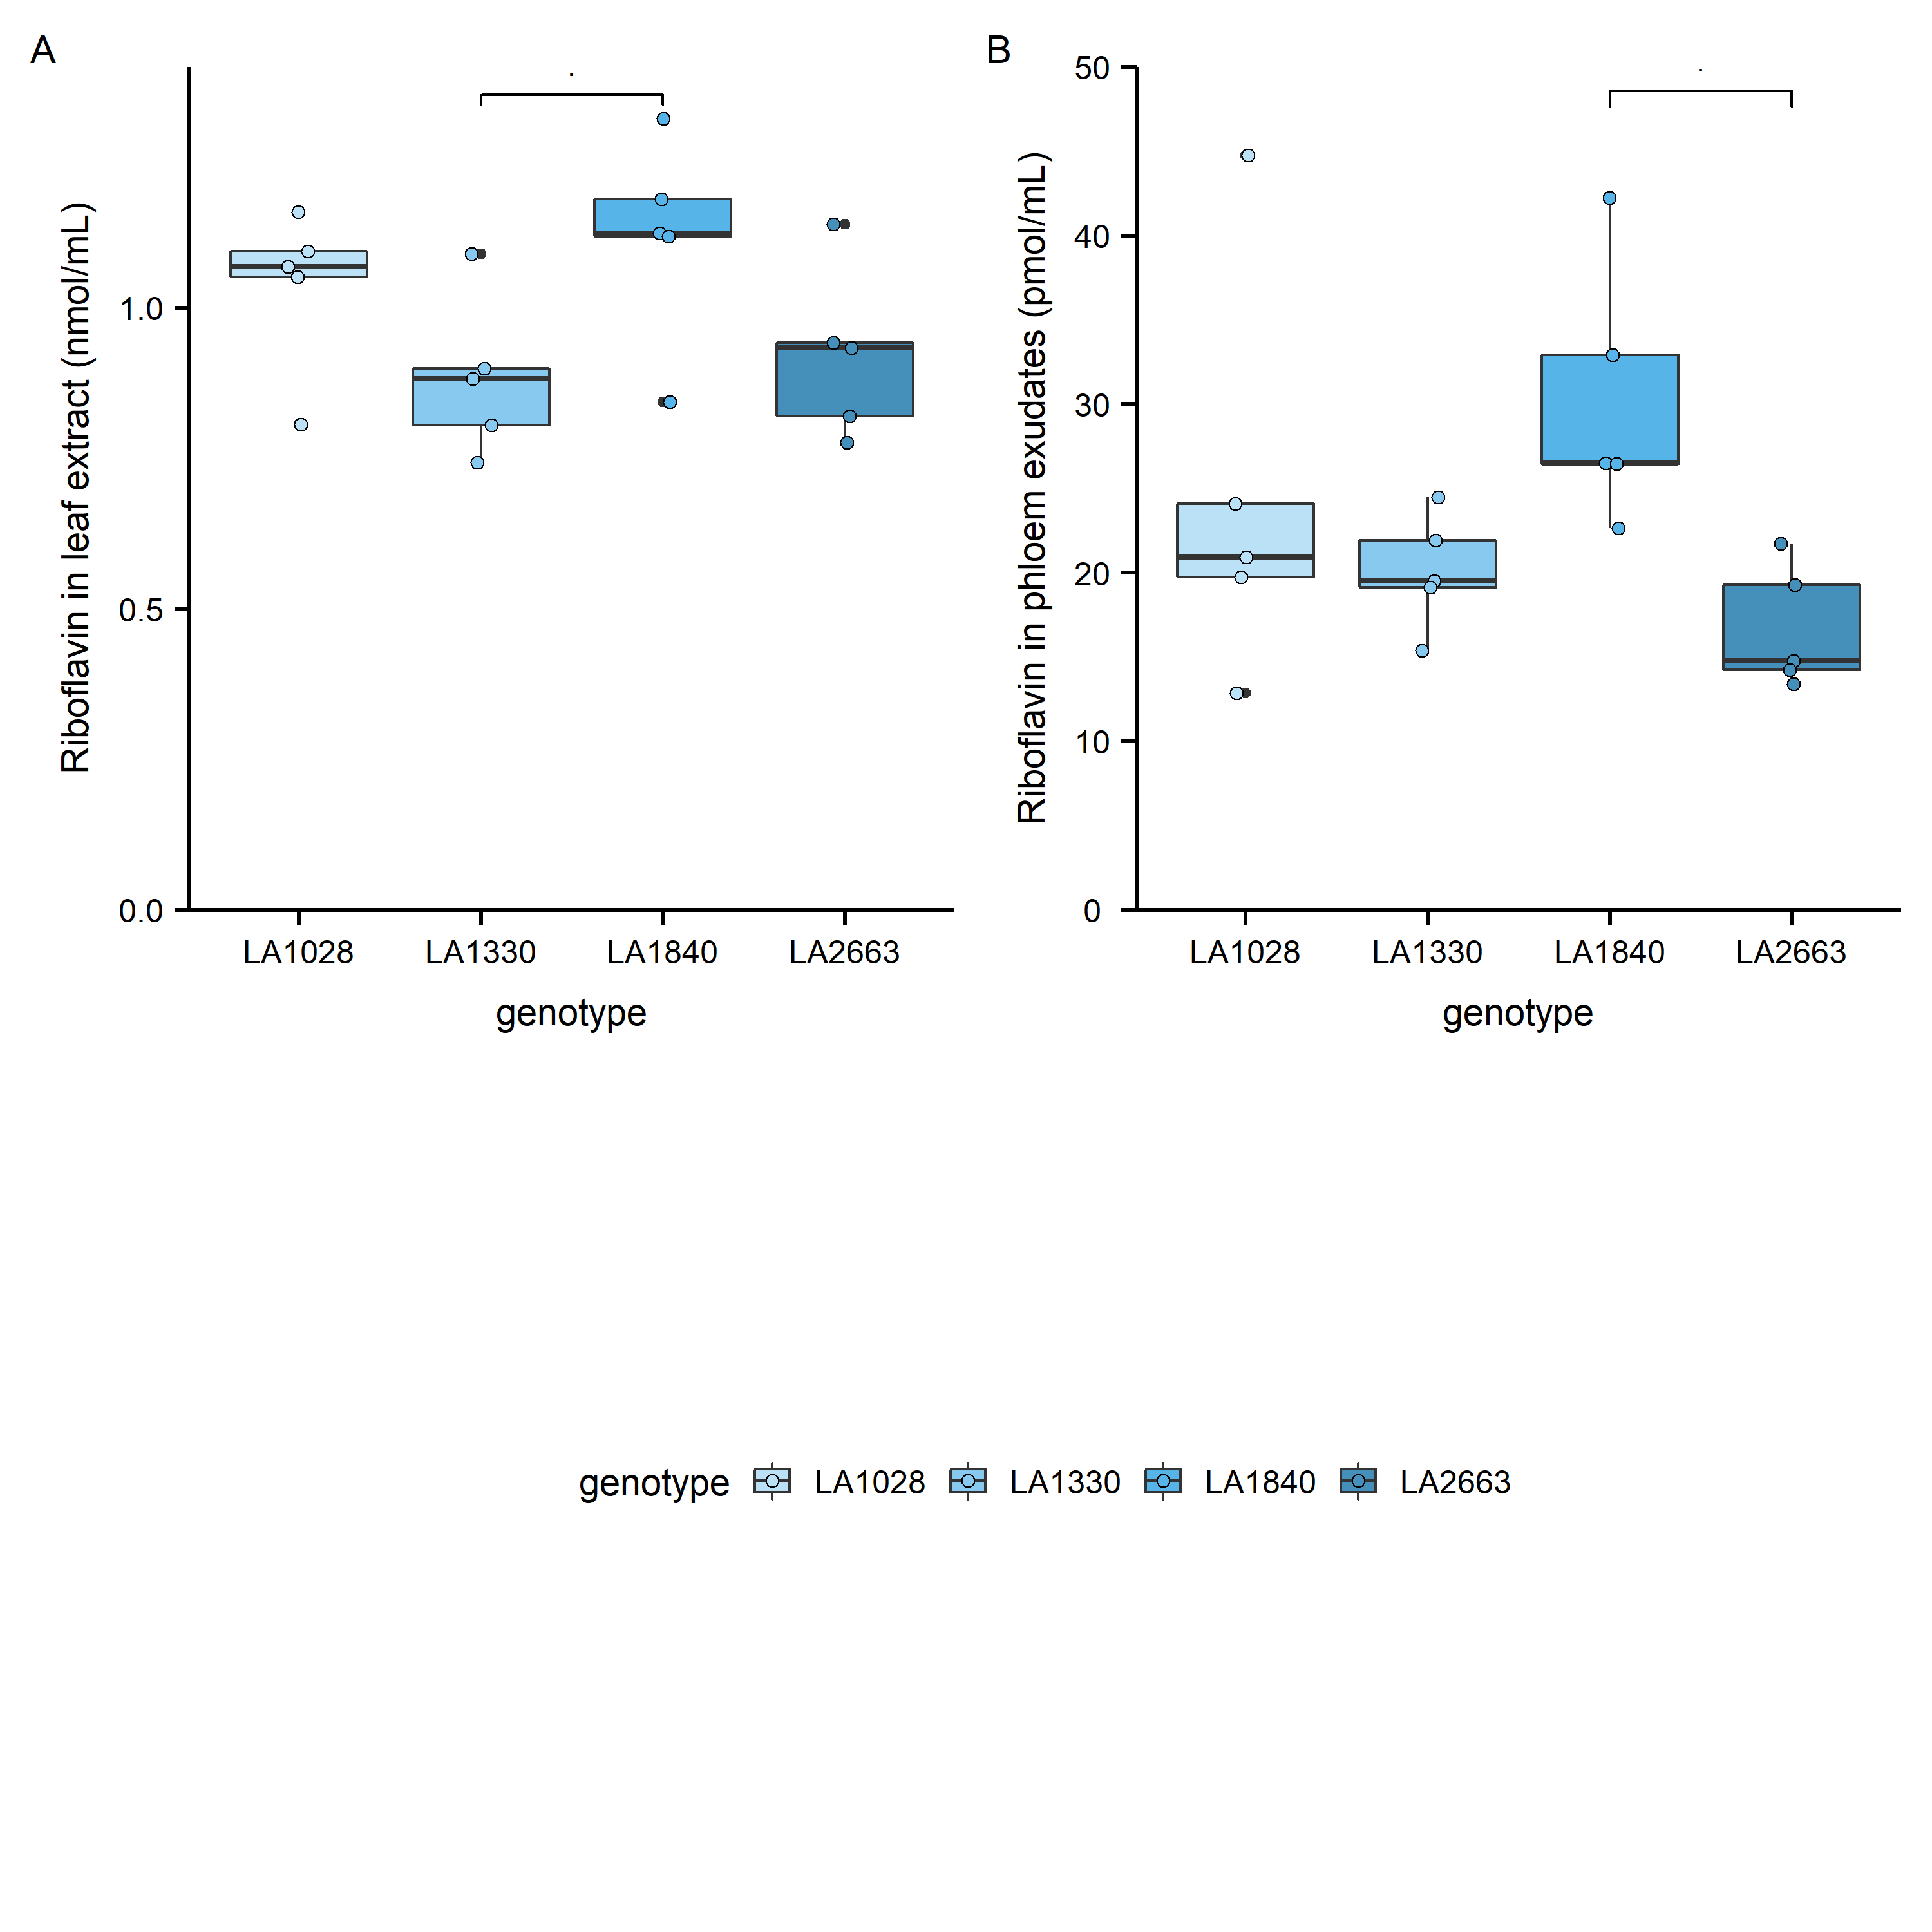 A
Riboflavin in leaf extract (nmol/mL)
1.0
0.5
0.0
.
LA1028 LA1330 LA1840 LA2663
genotype
B
Riboflavin in phloem exudates (pmol/mL)
50
40
30
20
10
0
.
LA1028 LA1330 LA1840 LA2663
genotype
genotype LA1028 LA1330 LA1840 LA2663